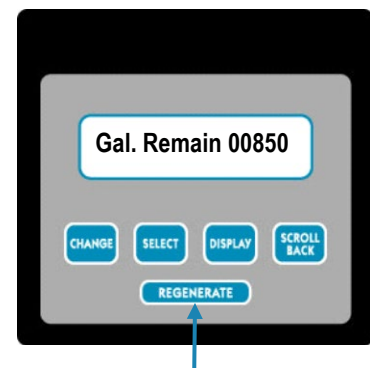 Gal. Remain 00850
CHANGE SELECT DISPLAY SCROLL BACK
REGENERATE